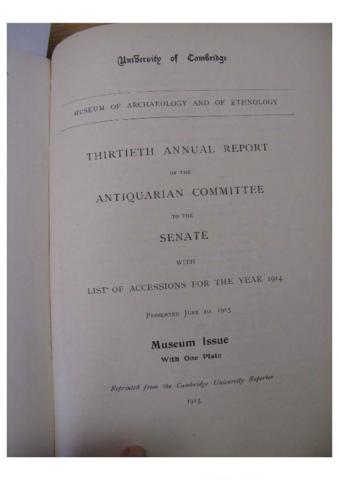 University of Cambridge
MUSEUM OF ARCHAEOLOGY AND OF ETHNOLOGY
THIRTIETH ANNUAL REPORT
OF THE
ANTIQUARIAN COMMITTEE
TO THE
SENATE
WITH
LIST OF ACCESSIONS FOR THE YEAR 1914
PRESENTED JUNE 10, 1915
Museum Issue
With One Plate
Reprinted from the Cambridge University Reporter
1915